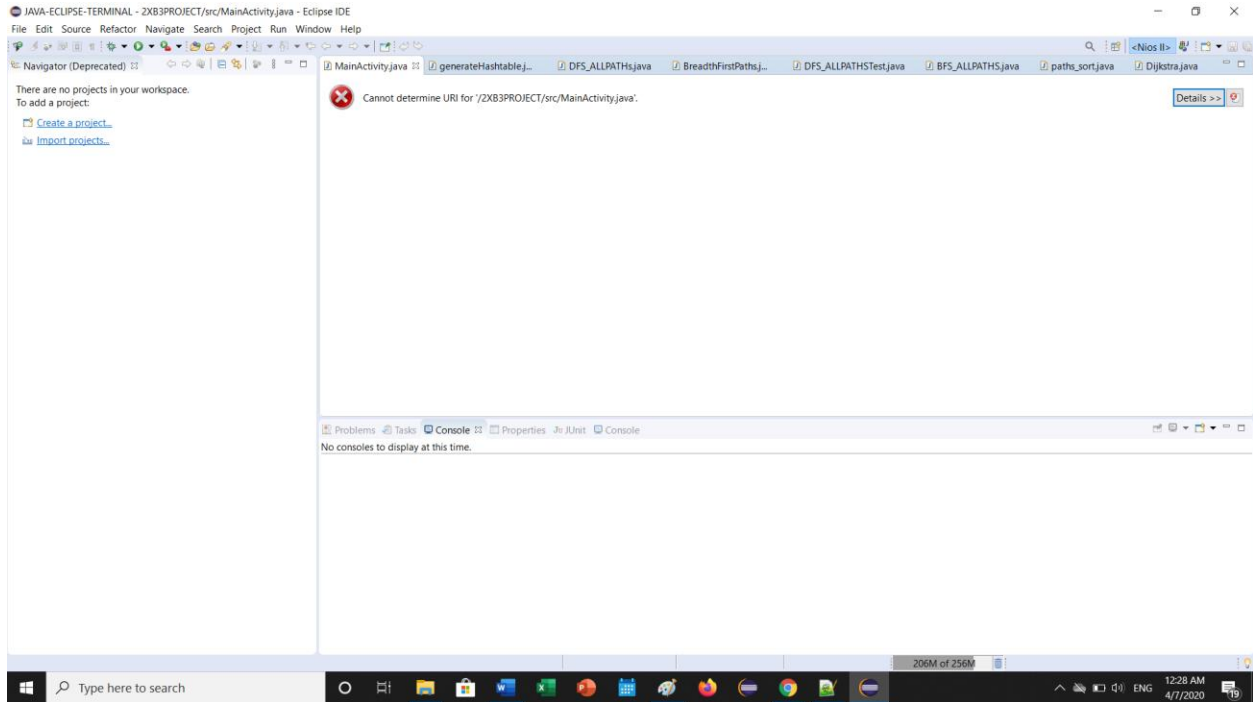 JAVA-ECLIPSE-TERMINAL - 2XB3PROJECT/src/MainActivity.java - Eclipse IDE
File Edit Source Refactor Navigate Search Project Run Window Help
<Nios II>
Navigator (Deprecated) MainActivity.java generateHashtable.j... DFS_ALLPATHs.java BreadthFirstPaths.j... DFS_ALLPATHSTest.java BFS_ALLPATHS.java paths_sort.java Dijkstra.java
There are no projects in your workspace.
To add a project:
Create a project...
Import projects...
Cannot determine URI for '/2XB3PROJECT/src/MainActivity.java'.
Details >>
Problems Tasks Console Properties JUnit Console
No consoles to display at this time.
206M of 256M
Type here to search
ENG
12:28 AM
4/7/2020
19